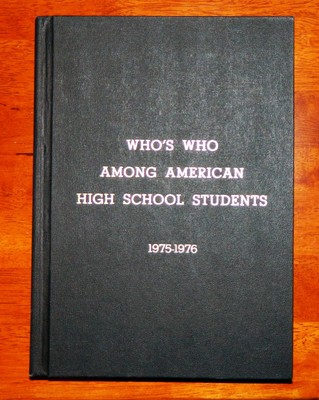 WHO'S WHO
AMONG AMERICAN
HIGH SCHOOL STUDENTS
1975-1976